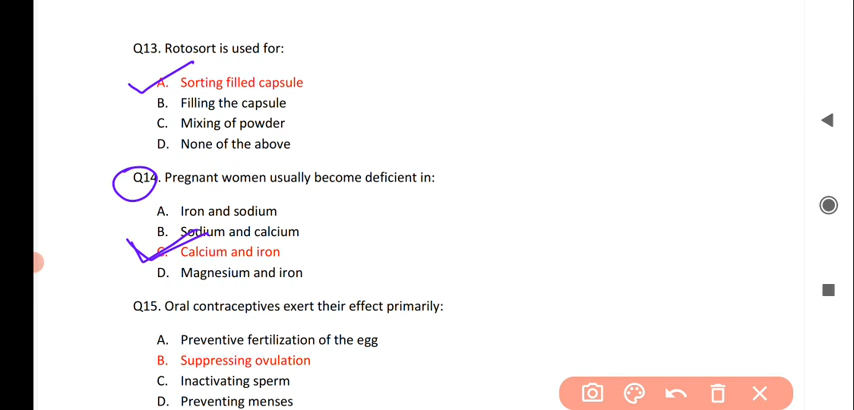 Q13. Rotosort is used for:
A. Sorting filled capsule
B. Filling the capsule
C. Mixing of powder
D. None of the above
Q14. Pregnant women usually become deficient in:
A. Iron and sodium
B. Sodium and calcium
C. Calcium and iron
D. Magnesium and iron
Q15. Oral contraceptives exert their effect primarily:
A. Preventive fertilization of the egg
B. Suppressing ovulation
C. Inactivating sperm
D. Preventing menses